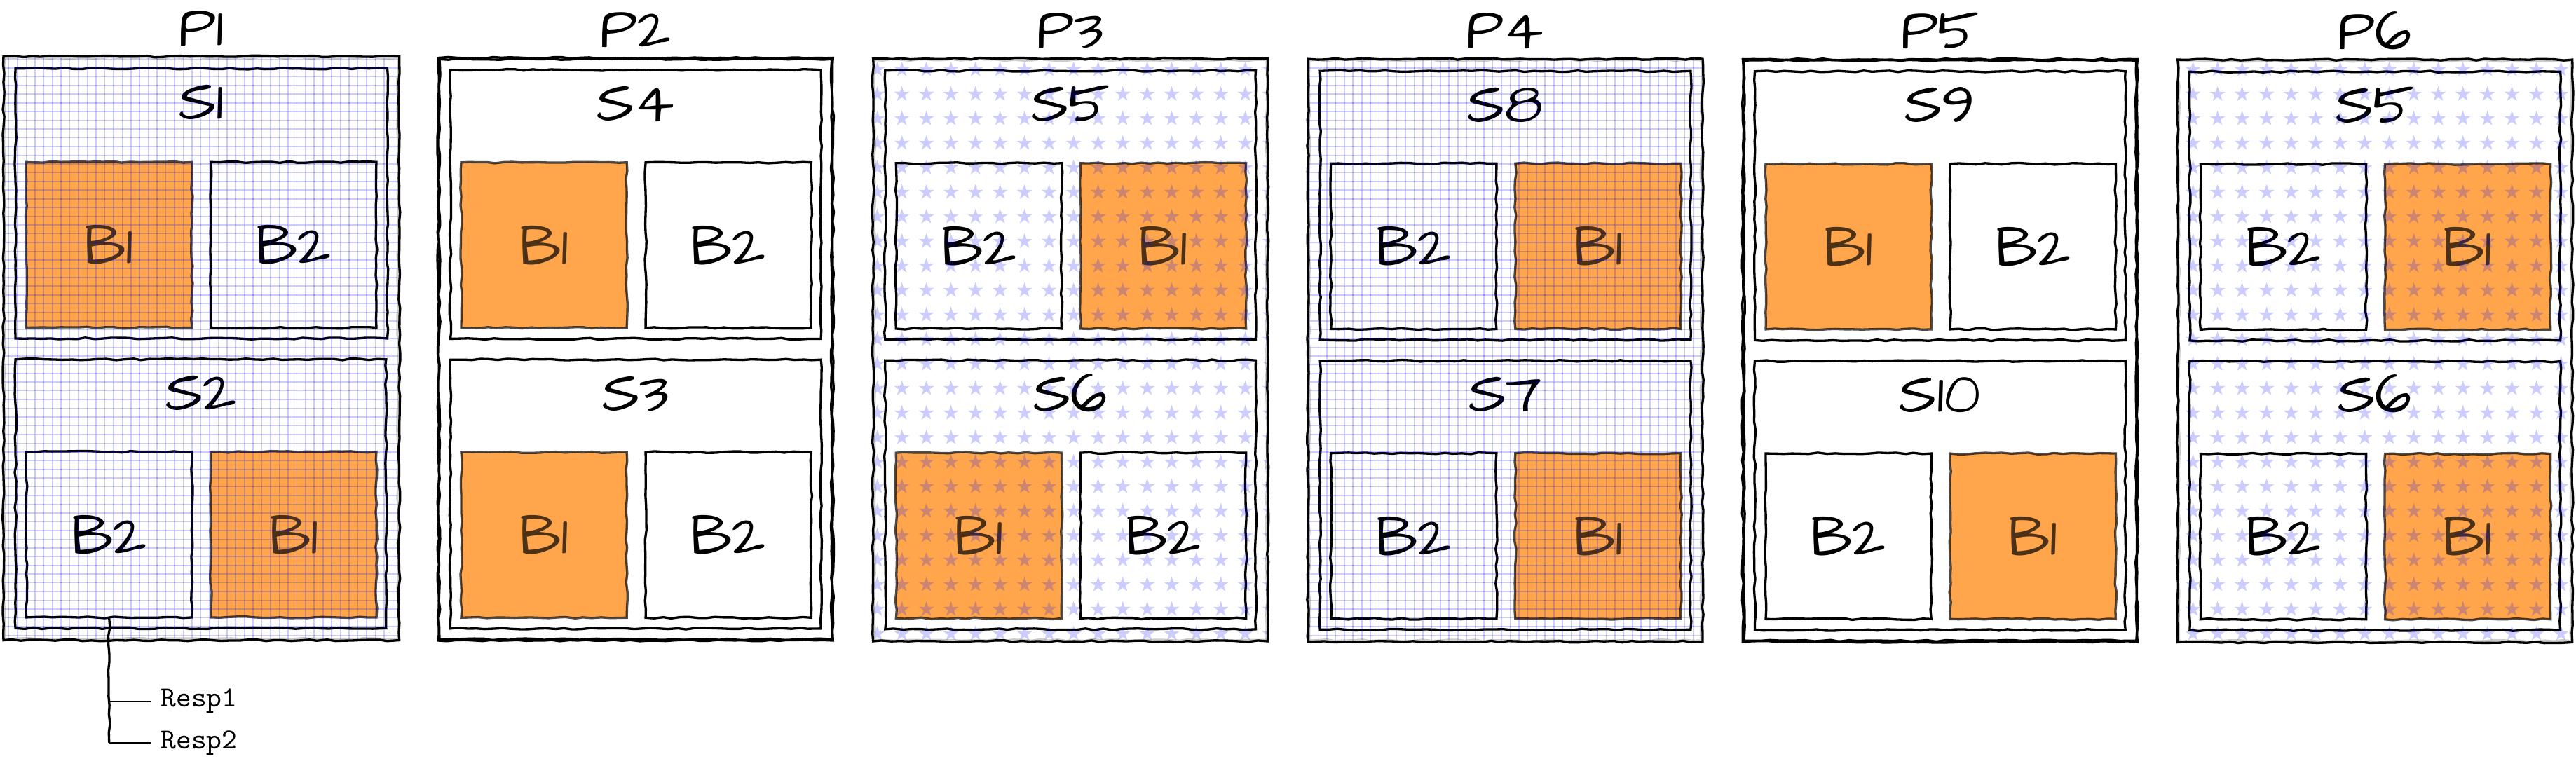 P1 P2 P3 P4 P5 P6
S1 S4 S5 S8 S9 S5
B1 B2 B1 B2 B2 B1 B2 B1 B1 B2 B2 B1
S2 S3 S6 S7 S10 S6
B2 B1 B1 B2 B1 B2 B2 B1 B2 B1 B2 B1
Resp1
Resp2